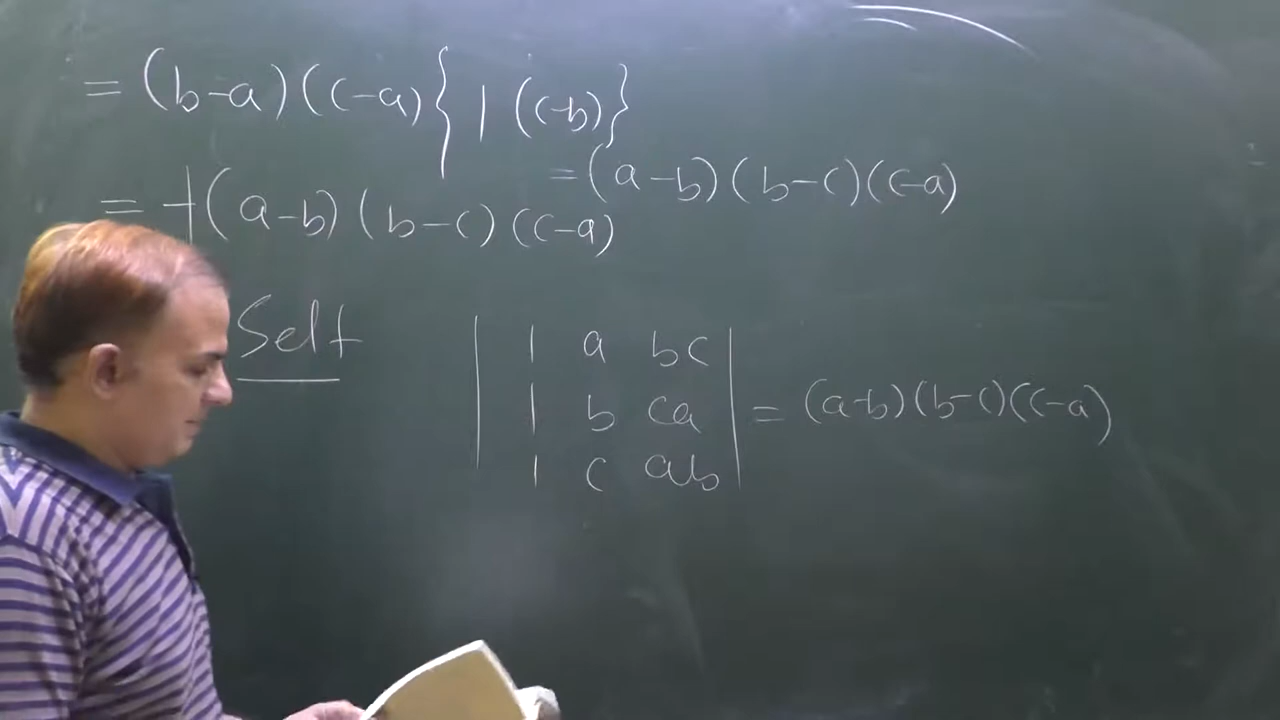 = (b-a)(c-a){ 1 (c-b)}
= (a-b)(b-c)(c-a)
= +(a-b)(b-c)(c-a)
Self
| 1 a bc |
| 1 b ca | = (a-b)(b-c)(c-a)
| 1 c ab |